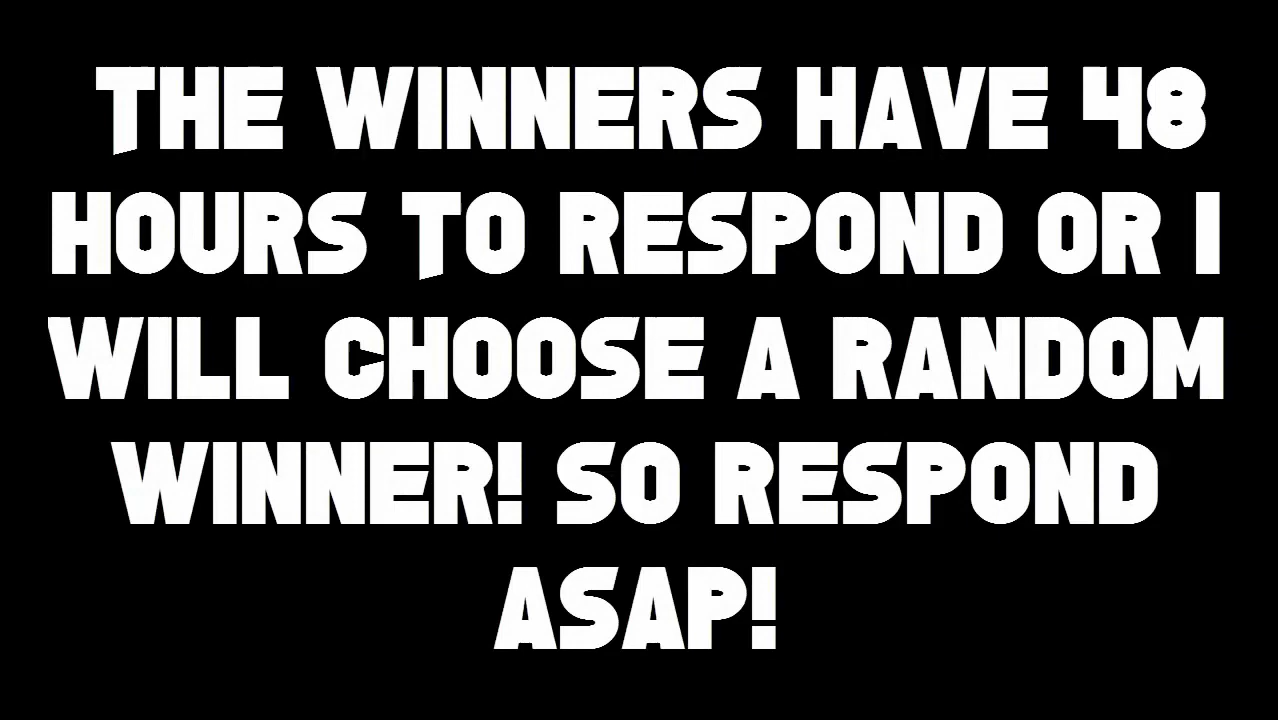 THE WINNERS HAVE 48
HOURS TO RESPOND OR I
WILL CHOOSE A RANDOM
WINNER! SO RESPOND
ASAP!